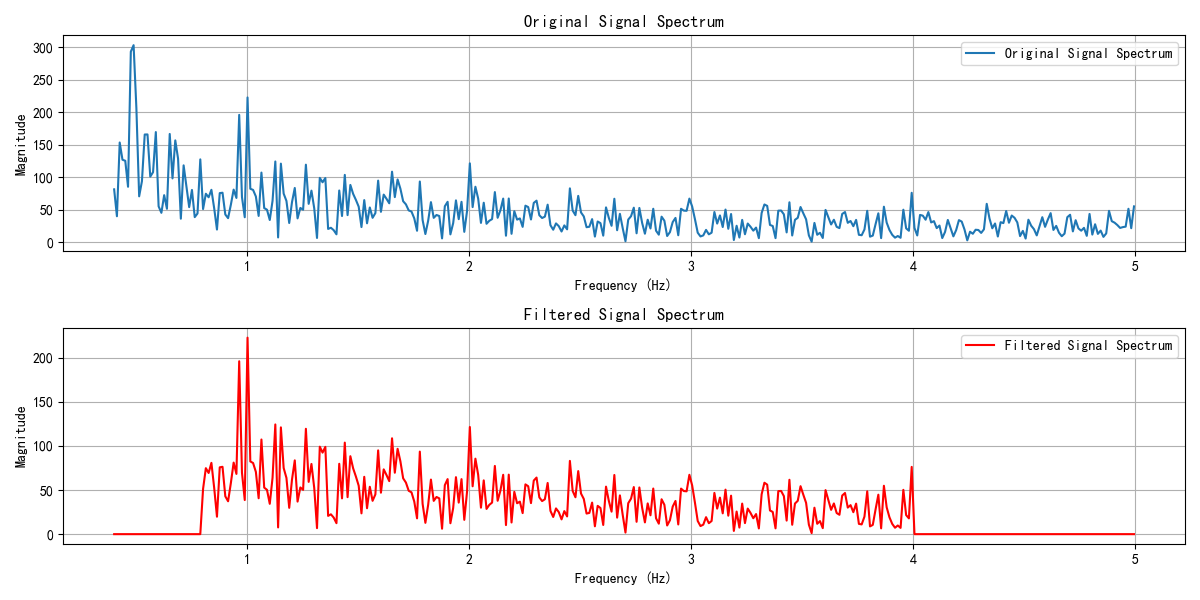 Original Signal Spectrum
300
250
200
150
100
50
0
Magnitude
Original Signal Spectrum
1
2
3
4
5
Frequency (Hz)
Filtered Signal Spectrum
200
150
100
50
0
Magnitude
Filtered Signal Spectrum
1
2
3
4
5
Frequency (Hz)